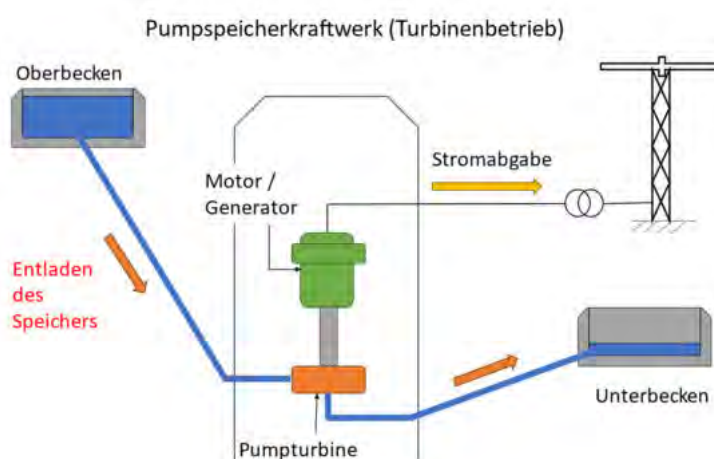 Pumpspeicherkraftwerk (Turbinenbetrieb)
Oberbecken
Motor /
Generator
Stromabgabe
Entladen
des
Speichers
Unterbecken
Pumpturbine